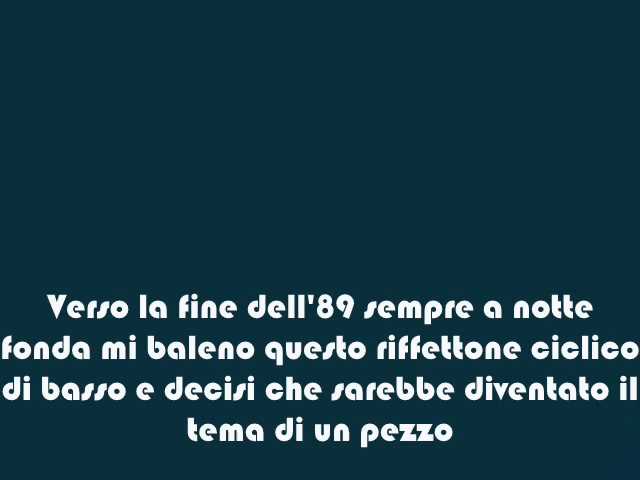 Verso la fine dell'89 sempre a notte
fonda mi baleno questo riffettone ciclico
di basso e decisi che sarebbe diventato il
tema di un pezzo